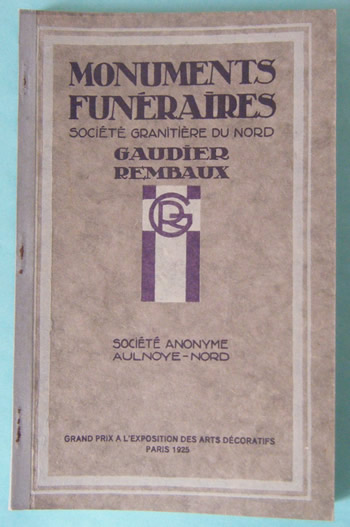 MONUMENTS
FUNÉRAIRES
SOCIÉTÉ GRANITIÈRE DU NORD
GAUDIER
REMBAUX
GR
SOCIÉTÉ ANONYME
AULNOYE-NORD
GRAND PRIX A L'EXPOSITION DES ARTS DÉCORATIFS
PARIS 1925